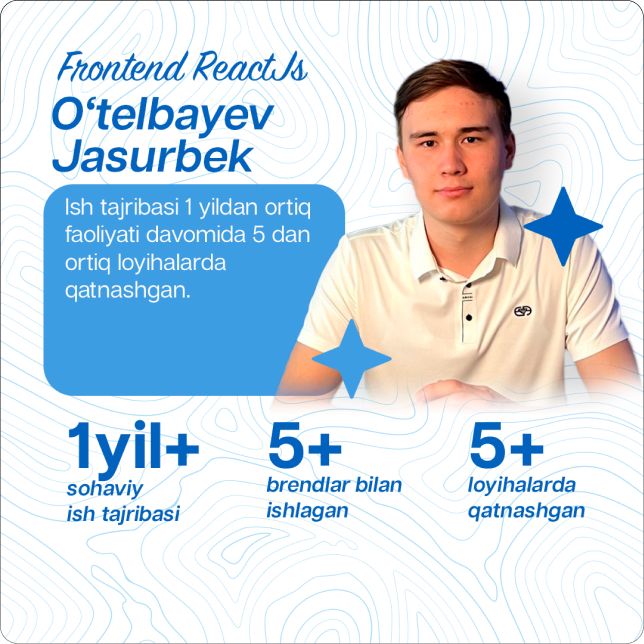 Frontend ReactJs
O‘telbayev
Jasurbek
Ish tajribasi 1 yildan ortiq
faoliyati davomida 5 dan
ortiq loyihalarda
qatnashgan.
1yil+
sohaviy
ish tajribasi
5+
brendlar bilan
ishlagan
5+
loyihalarda
qatnashgan